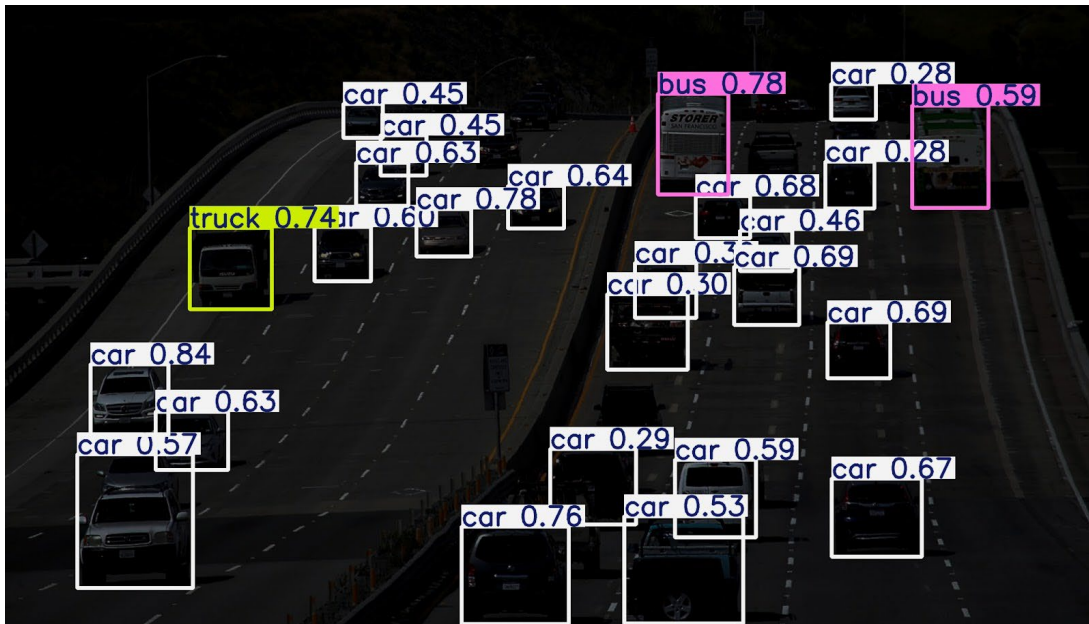 car 0.28
bus 0.78
bus 0.59
car 0.45
STORER
SAN FRANCISCO
car 0.45
car 0.63
car 0.28
car 0.64
car 0.68
car 0.78
truck 0.74
car 0.46
car 0.69
car 0.30
car 0.69
car 0.84
car 0.63
car 0.57
car 0.29
car 0.59
car 0.67
car 0.53
car 0.76